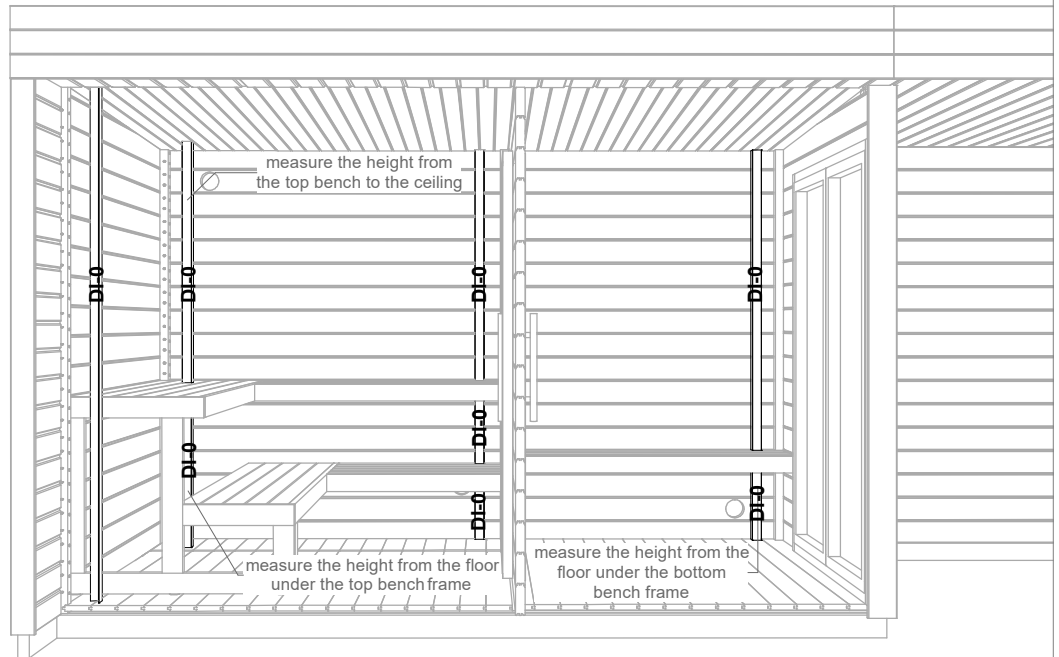 measure the height from
the top bench to the ceiling
DI-0
DI-0
DI-0
DI-0
DI-0
DI-0
DI-0
DI-0
measure the height from the floor
under the top bench frame
measure the height from the
floor under the bottom
bench frame